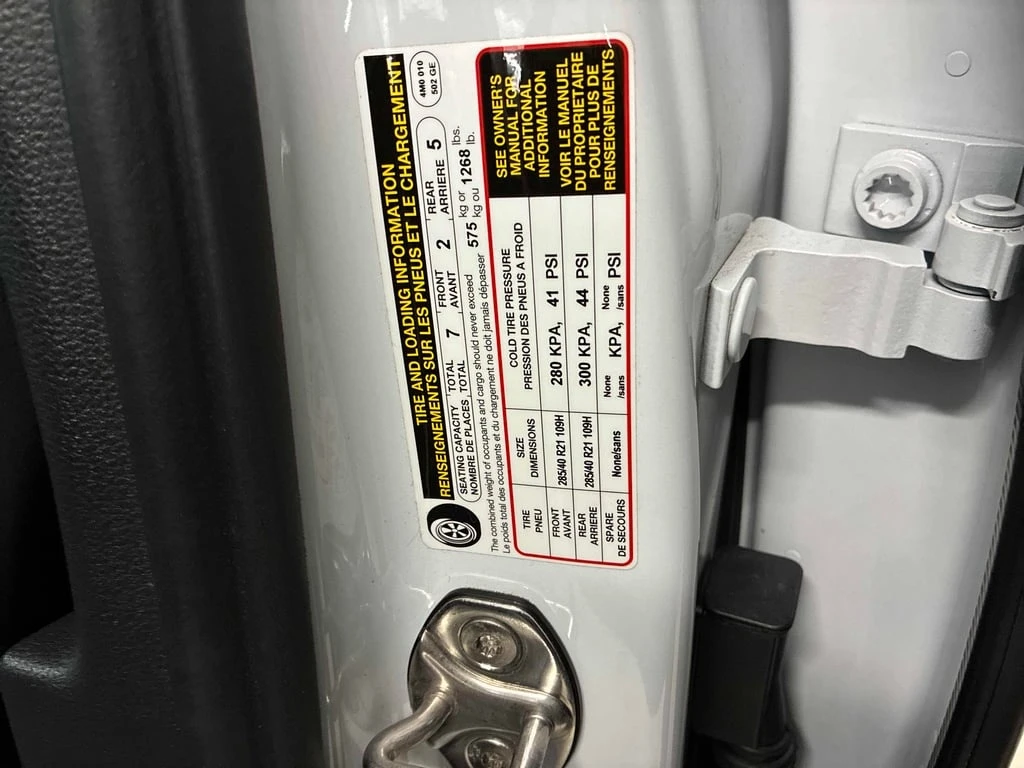 TIRE AND LOADING INFORMATION
RENSEIGNEMENTS SUR LES PNEUS ET LE CHARGEMENT
4M0 010
502 GE
SEATING CAPACITY TOTAL 7 FRONT 2 REAR 5
NOMBRE DE PLACES TOTAL AVANT ARRIERE
The combined weight of occupants and cargo should never exceed 575 kg or 1268 lbs.
Le poids total des occupants et du chargement ne doit jamais dépasser kg ou lb.
TIRE SIZE COLD TIRE PRESSURE
PNEU DIMENSIONS PRESSION DES PNEUS A FROID
FRONT
AVANT
285/40 R21 109H 280 KPA, 41 PSI
REAR
ARRIERE
285/40 R21 109H 300 KPA, 44 PSI
SPARE
DE SECOURS
None/sans None /sans KPA, None /sans PSI
SEE OWNER'S
MANUAL FOR
ADDITIONAL
INFORMATION
VOIR LE MANUEL
DU PROPRIETAIRE
POUR PLUS DE
RENSEIGNEMENTS